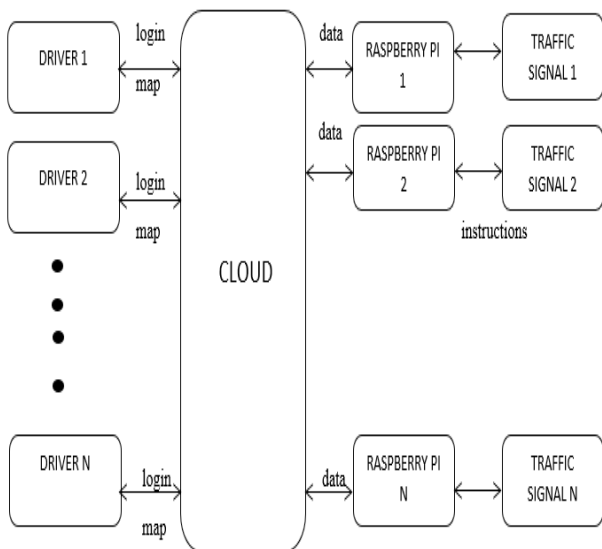 login
data
DRIVER 1
RASPBERRY PI
1
TRAFFIC
SIGNAL 1
map
data
DRIVER 2
login
RASPBERRY PI
2
TRAFFIC
SIGNAL 2
map
instructions
CLOUD
DRIVER N
login
data
RASPBERRY PI
N
TRAFFIC
SIGNAL N
map